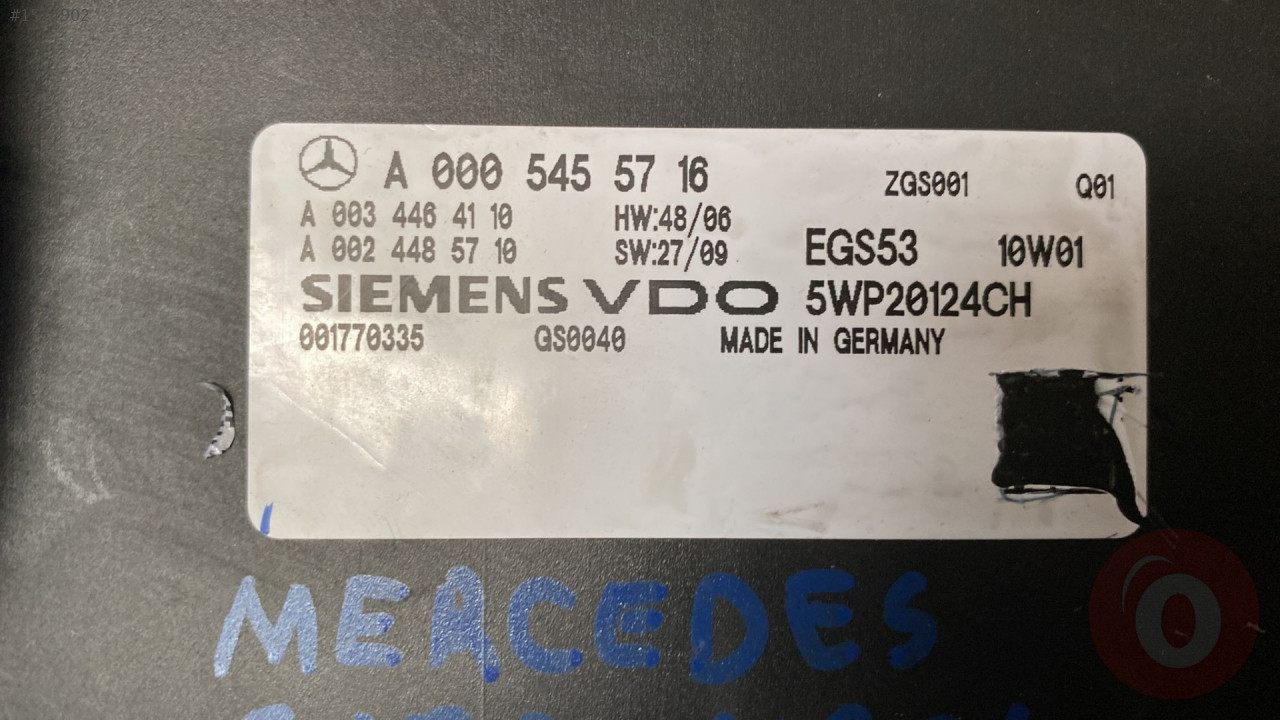 A 000 545 57 16 ZGS001 Q01
A 003 446 41 10 HW:48/06
A 002 448 57 10 SW:27/09 EGS53 10W01
SIEMENS VDO 5WP20124CH
001770335 GS0040 MADE IN GERMANY
MERCEDES